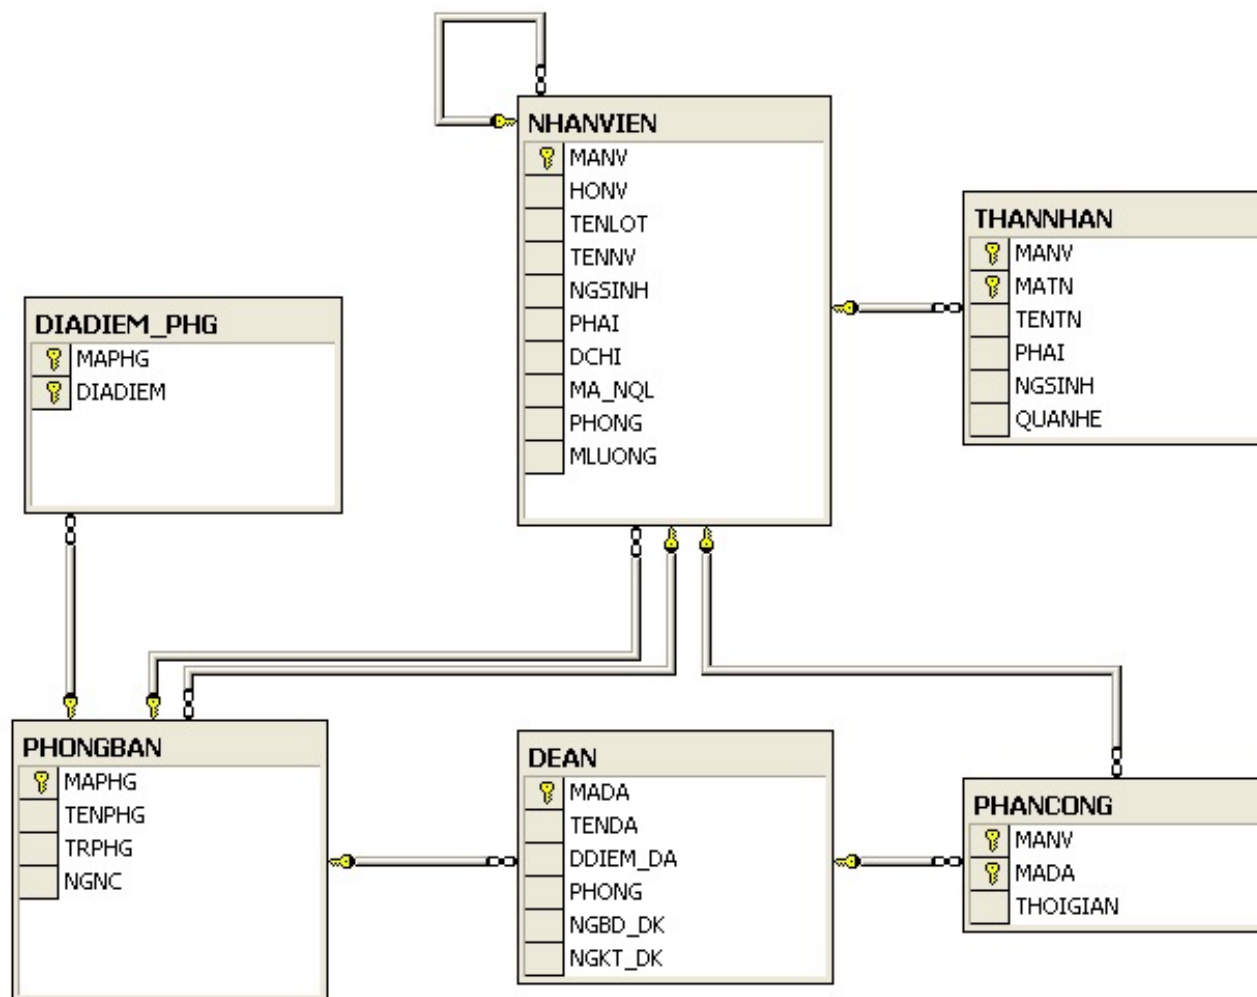 NHANVIEN
MANV
HONV
TENLOT
TENNV
NGSINH
PHAI
DCHI
MA_NQL
PHONG
MLUONG
THANNHAN
MANV
MATN
TENTN
PHAI
NGSINH
QUANHE
DIADIEM_PHG
MAPHG
DIADIEM
PHONGBAN
MAPHG
TENPHG
TRPHG
NGNC
DEAN
MADA
TENDA
DDIEM_DA
PHONG
NGBD_DK
NGKT_DK
PHANCONG
MANV
MADA
THOIGIAN